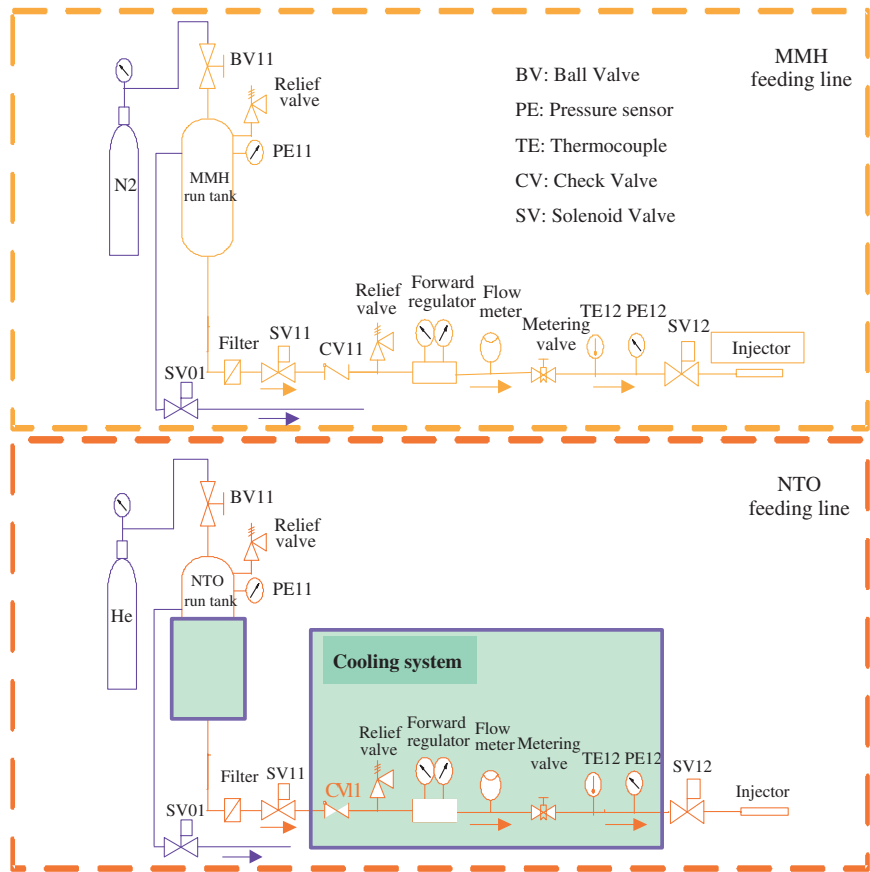 MMH
feeding line
BV: Ball Valve
PE: Pressure sensor
TE: Thermocouple
CV: Check Valve
SV: Solenoid Valve
BV11
Relief
valve
PE11
N2
MMH
run tank
Filter
SV11
CV11
Relief
valve
Forward
regulator
Flow
meter
Metering
valve
TE12
PE12
SV12
Injector
SV01
NTO
feeding line
BV11
Relief
valve
PE11
He
NTO
run tank
Cooling system
Filter
SV11
CV11
Relief
valve
Forward
regulator
Flow
meter
Metering
valve
TE12
PE12
SV12
Injector
SV01